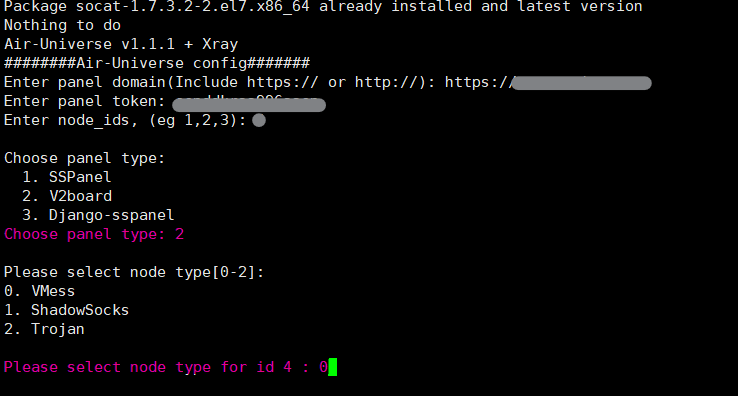 Package socat-1.7.3.2-2.el7.x86_64 already installed and latest version
Nothing to do
Air-Universe v1.1.1 + Xray
########Air-Universe config#######
Enter panel domain(Include https:// or http://): https://
Enter panel token:
Enter node_ids, (eg 1,2,3):
Choose panel type:
1. SSPanel
2. V2board
3. Django-sspanel
Choose panel type: 2
Please select node type[0-2]:
0. VMess
1. ShadowSocks
2. Trojan
Please select node type for id 4 : 0